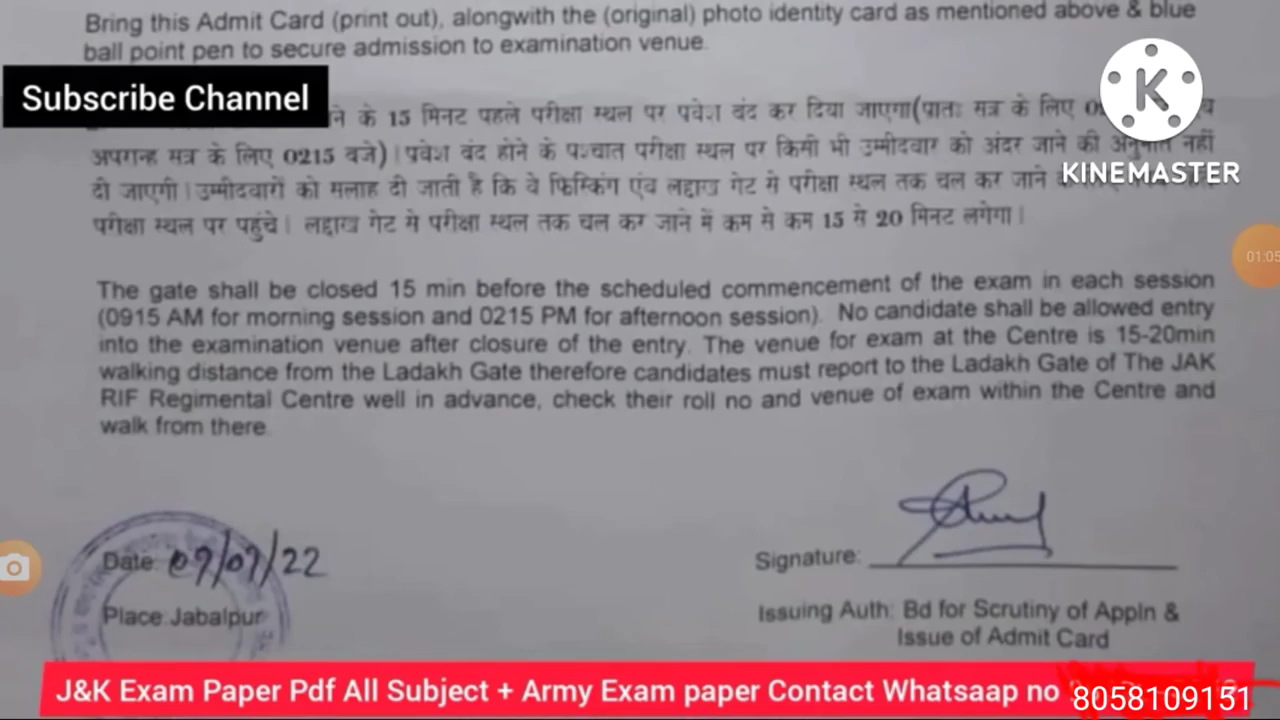 Bring this Admit Card (print out), alongwith the (original) photo identity card as mentioned above & blue
ball point pen to secure admission to examination venue.
Subscribe Channel
K
KINEMASTER
के 15 मिनट पहले परीक्षा स्थल पर प्रवेश बंद कर दिया जाएगा(प्रातः सत्र के लिए
अपरान्ह सत्र के लिए 0215 बजे)। प्रवेश बंद होने के पश्चात परीक्षा स्थल पर किसी भी उम्मीदवार को अंदर जाने की अनुमति नहीं
दी जाएगी। उम्मीदवारों को सलाह दी जाती है कि वे फ्रिस्किंग एंव लद्दाख गेट से परीक्षा स्थल तक चल कर जाने
परीक्षा स्थल पर पहुंचे। लद्दाख गेट से परीक्षा स्थल तक चल कर जाने में कम से कम 15 से 20 मिनट लगेगा।
01:05
The gate shall be closed 15 min before the scheduled commencement of the exam in each session
(0915 AM for morning session and 0215 PM for afternoon session). No candidate shall be allowed entry
into the examination venue after closure of the entry. The venue for exam at the Centre is 15-20min
walking distance from the Ladakh Gate therefore candidates must report to the Ladakh Gate of The JAK
RIF Regimental Centre well in advance, check their roll no and venue of exam within the Centre and
walk from there.
Date: 07/07/22
Signature:
Place: Jabalpur
Issuing Auth: Bd for Scrutiny of Appln &
Issue of Admit Card
J&K Exam Paper Pdf All Subject + Army Exam paper Contact Whatsaap no 8058109151